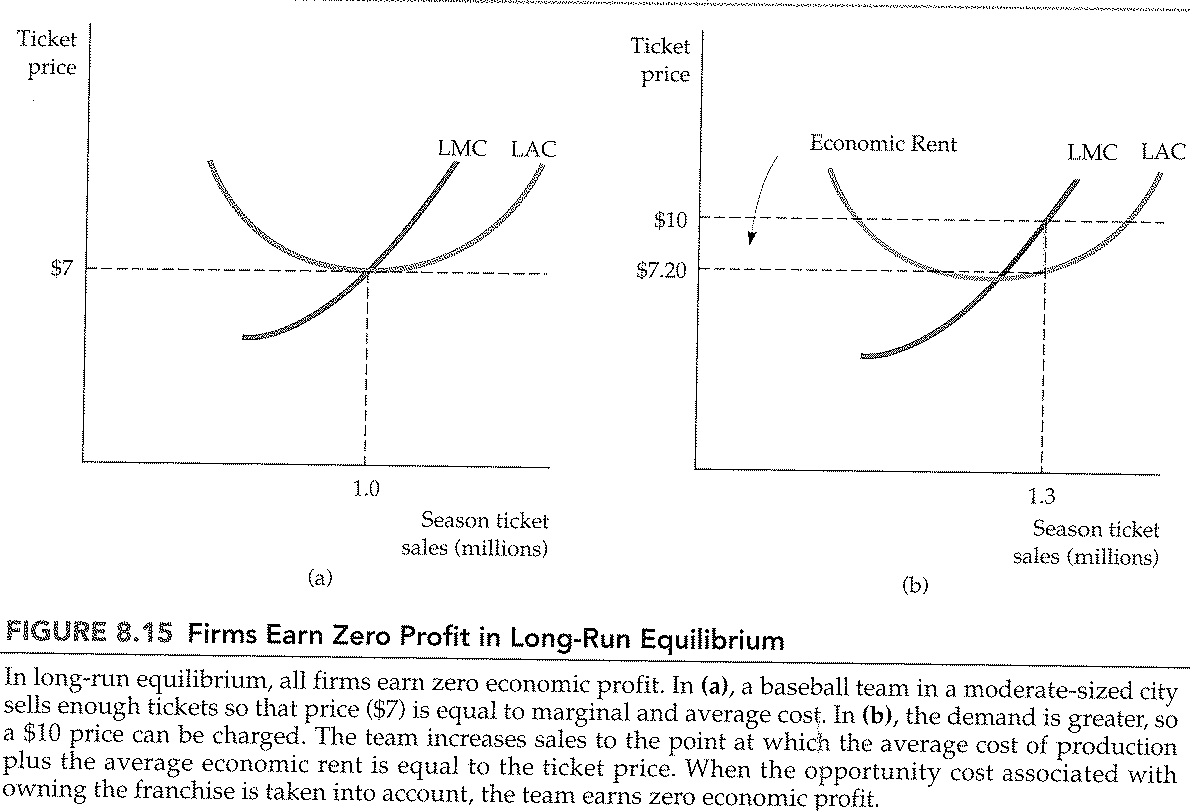 Ticket
price
LMC
LAC
$7
1.0
Season ticket
sales (millions)
(a)
Ticket
price
Economic Rent
LMC
LAC
$10
$7.20
1.3
Season ticket
sales (millions)
(b)
FIGURE 8.15 Firms Earn Zero Profit in Long-Run Equilibrium
In long-run equilibrium, all firms earn zero economic profit. In (a), a baseball team in a moderate-sized city
sells enough tickets so that price ($7) is equal to marginal and average cost. In (b), the demand is greater, so
a $10 price can be charged. The team increases sales to the point at which the average cost of production
plus the average economic rent is equal to the ticket price. When the opportunity cost associated with
owning the franchise is taken into account, the team earns zero economic profit.